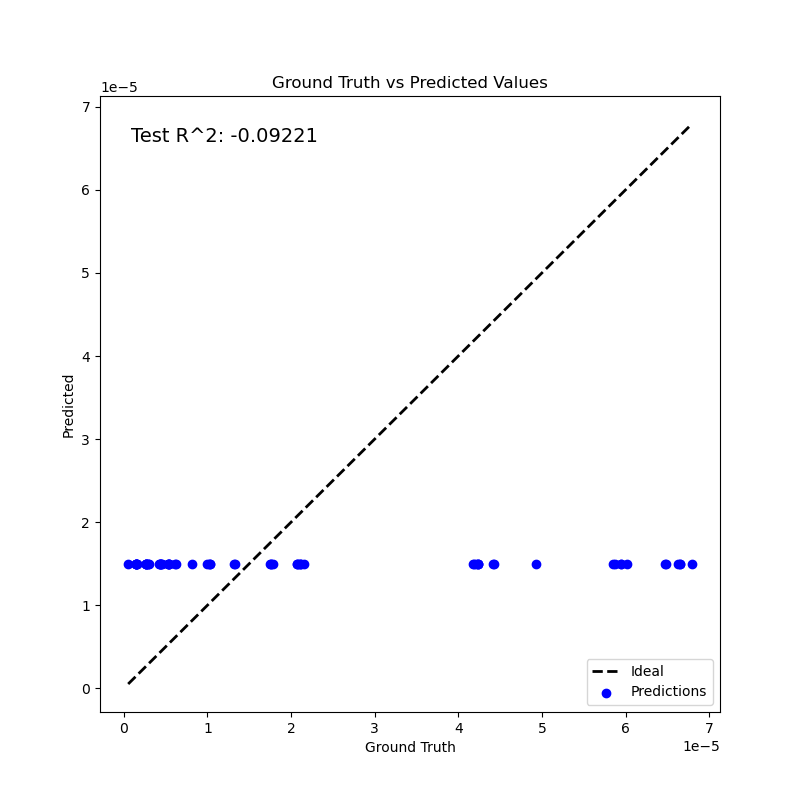 Ground Truth vs Predicted Values
1e−5
Test R^2: -0.09221
7
6
5
4
3
2
1
0
Predicted
Ideal
Predictions
0 1 2 3 4 5 6 7
1e−5
Ground Truth